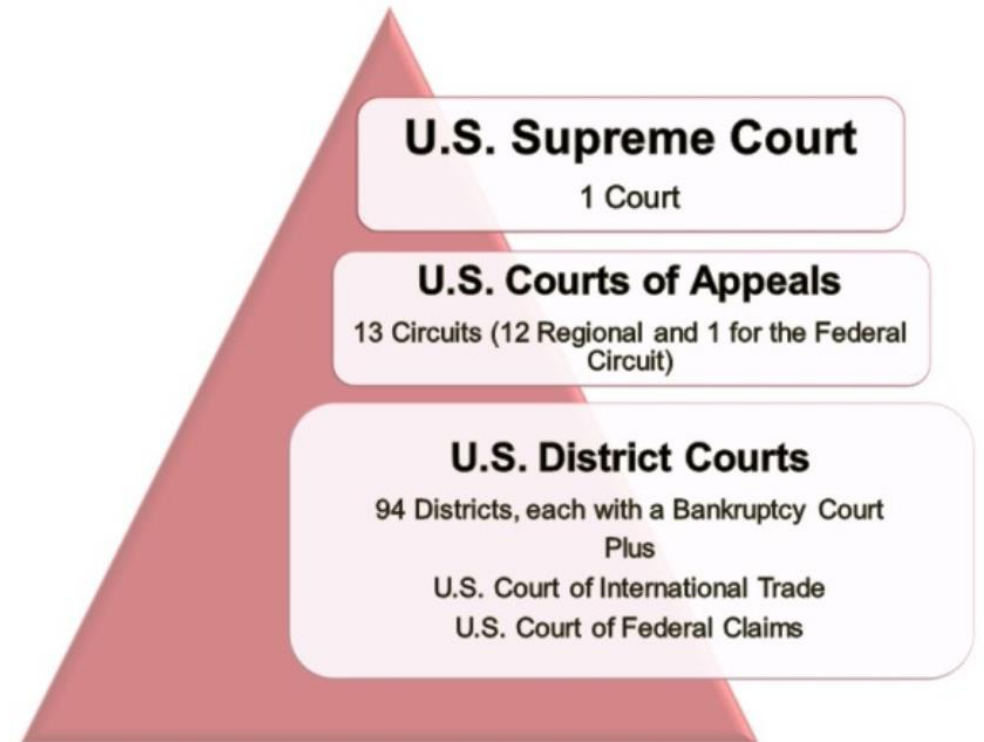 U.S. Supreme Court
1 Court
U.S. Courts of Appeals
13 Circuits (12 Regional and 1 for the Federal
Circuit)
U.S. District Courts
94 Districts, each with a Bankruptcy Court
Plus
U.S. Court of International Trade
U.S. Court of Federal Claims